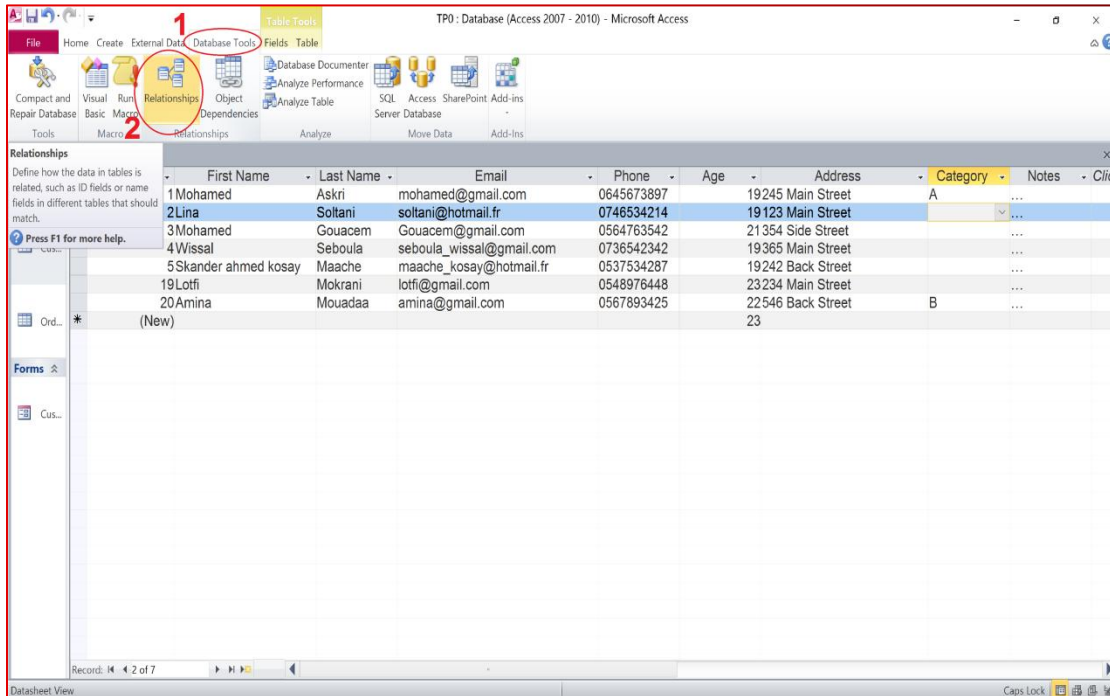 TP0 : Database (Access 2007 - 2010) - Microsoft Access
Table Tools
1
File Home Create External Data Database Tools Fields Table
Compact and Repair Database
Visual Basic
Run Macro
Relationships
Object Dependencies
Database Documenter
Analyze Performance
Analyze Table
SQL Server
Access Database
SharePoint
Add-ins
2
Tools Macro Relationships Analyze Move Data Add-Ins
Relationships
Define how the data in tables is
related, such as ID fields or name
fields in different tables that should
match.
Press F1 for more help.
First Name Last Name Email Phone Age Address Category Notes
1 Mohamed Askri mohamed@gmail.com 0645673897 19 245 Main Street A ...
2 Lina Soltani soltani@hotmail.fr 0746534214 19 123 Main Street ...
3 Mohamed Gouacem Gouacem@gmail.com 0564763542 21 354 Side Street ...
4 Wissal Seboula seboula_wissal@gmail.com 0736542342 19 365 Main Street ...
5 Skander ahmed kosay Maache maache_kosay@hotmail.fr 0537534287 19 242 Back Street ...
19 Lotfi Mokrani lotfi@gmail.com 0548976448 23 234 Main Street ...
20 Amina Mouadaa amina@gmail.com 0567893425 22 546 Back Street B ...
* (New) 23
Cus...
Ord...
Forms
Cus...
Record: 2 of 7
Datasheet View
Caps Lock